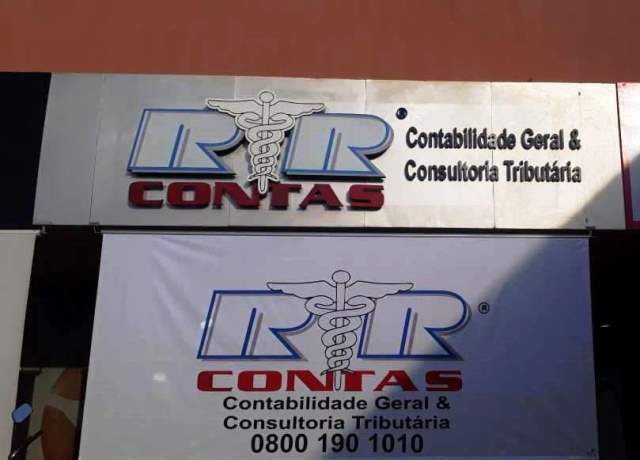 RR®
CONTAS
Contabilidade Geral &
Consultoria Tributária
RR®
CONTAS
Contabilidade Geral &
Consultoria Tributária
0800 190 1010